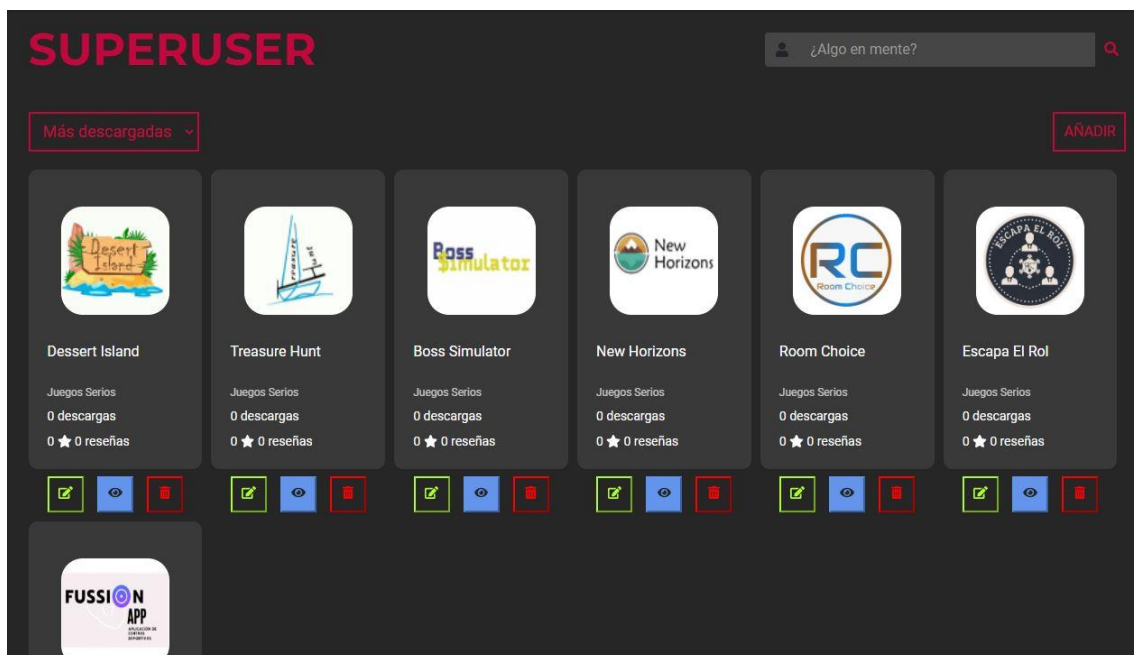 SUPERUSER
¿Algo en mente?
Más descargadas
AÑADIR
Desert
Island
Treasure
Hunt
Boss
$imulator
New
Horizons
RC
Room Choice
ESCAPA EL ROL
Dessert Island
Treasure Hunt
Boss Simulator
New Horizons
Room Choice
Escapa El Rol
Juegos Serios
Juegos Serios
Juegos Serios
Juegos Serios
Juegos Serios
Juegos Serios
0 descargas
0 descargas
0 descargas
0 descargas
0 descargas
0 descargas
0 ★ 0 reseñas
0 ★ 0 reseñas
0 ★ 0 reseñas
0 ★ 0 reseñas
0 ★ 0 reseñas
0 ★ 0 reseñas
FUSSION
APP